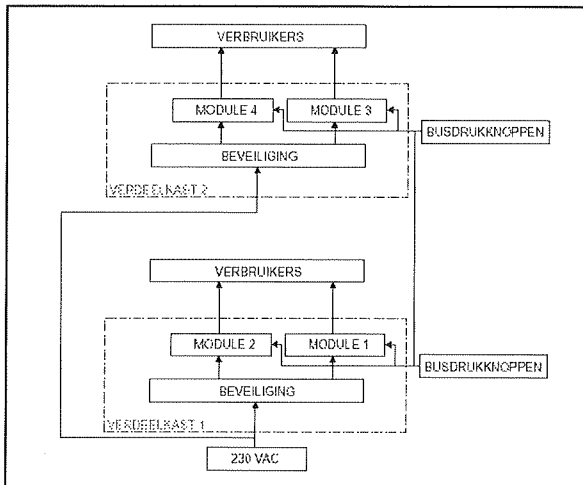 VERBRUIKERS
MODULE 4
MODULE 3
BUSDRUKKNOPPEN
BEVEILIGING
VERDEELKAST 2
VERBRUIKERS
MODULE 2
MODULE 1
BUSDRUKKNOPPEN
BEVEILIGING
VERDEELKAST 1
230 VAC